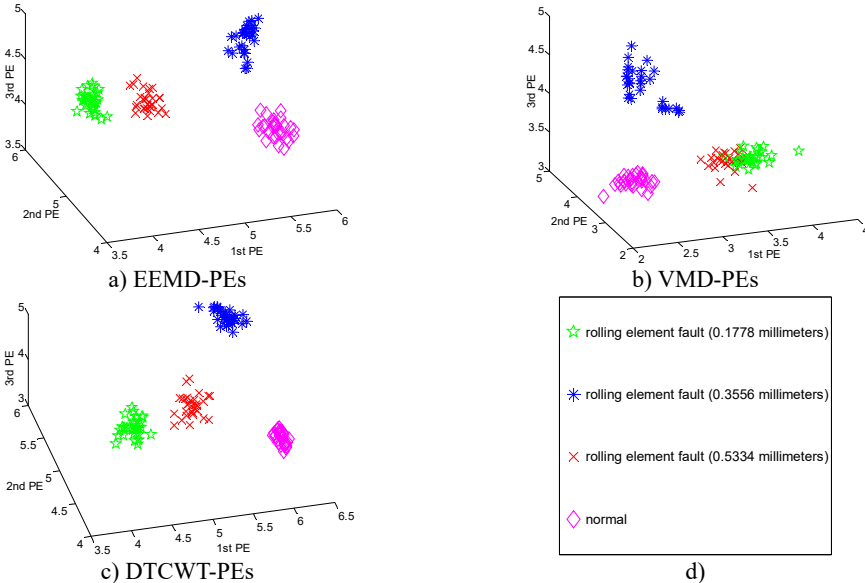 5
4.5
4
3.5
3rd PE
6
5
4
2nd PE
3.5
4
4.5
5
5.5
6
1st PE
a) EEMD-PEs
5
4.5
4
3.5
3
3rd PE
5
4
3
2
2nd PE
2
2.5
3
3.5
4
4
1st PE
b) VMD-PEs
5
4
3
3rd PE
6
5.5
5
4.5
4
2nd PE
3.5
4
4.5
5
5.5
6
6.5
1st PE
c) DTCWT-PEs
rolling element fault (0.1778 millimeters)
rolling element fault (0.3556 millimeters)
rolling element fault (0.5334 millimeters)
normal
d)